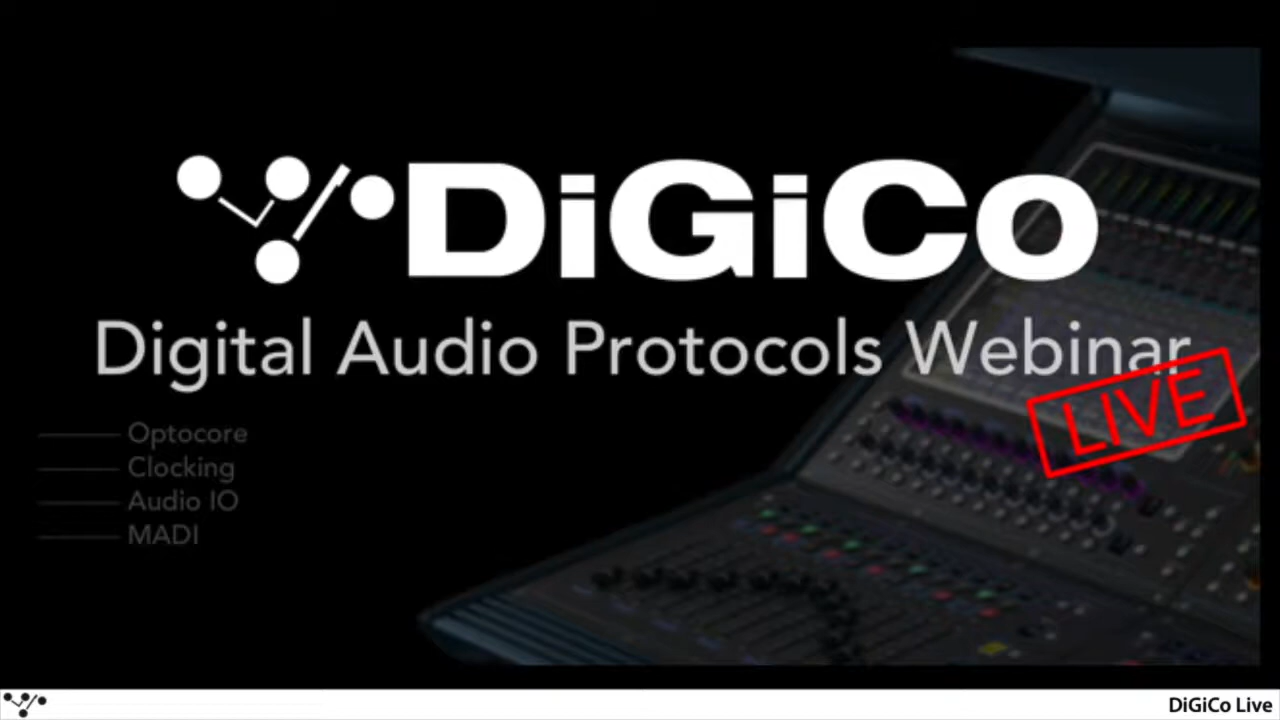 DiGiCo
Digital Audio Protocols Webinar
LIVE
Optocore
Clocking
Audio IO
MADI
DiGiCo Live